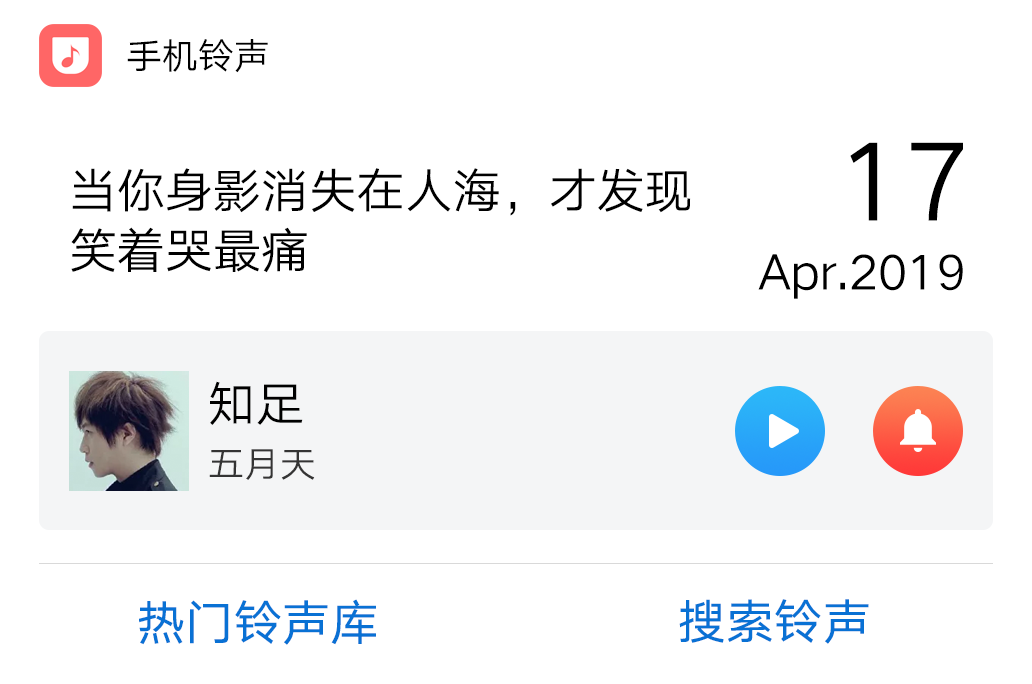 手机铃声
当你身影消失在人海，才发现
笑着哭最痛
17
Apr.2019
知足
五月天
热门铃声库
搜索铃声